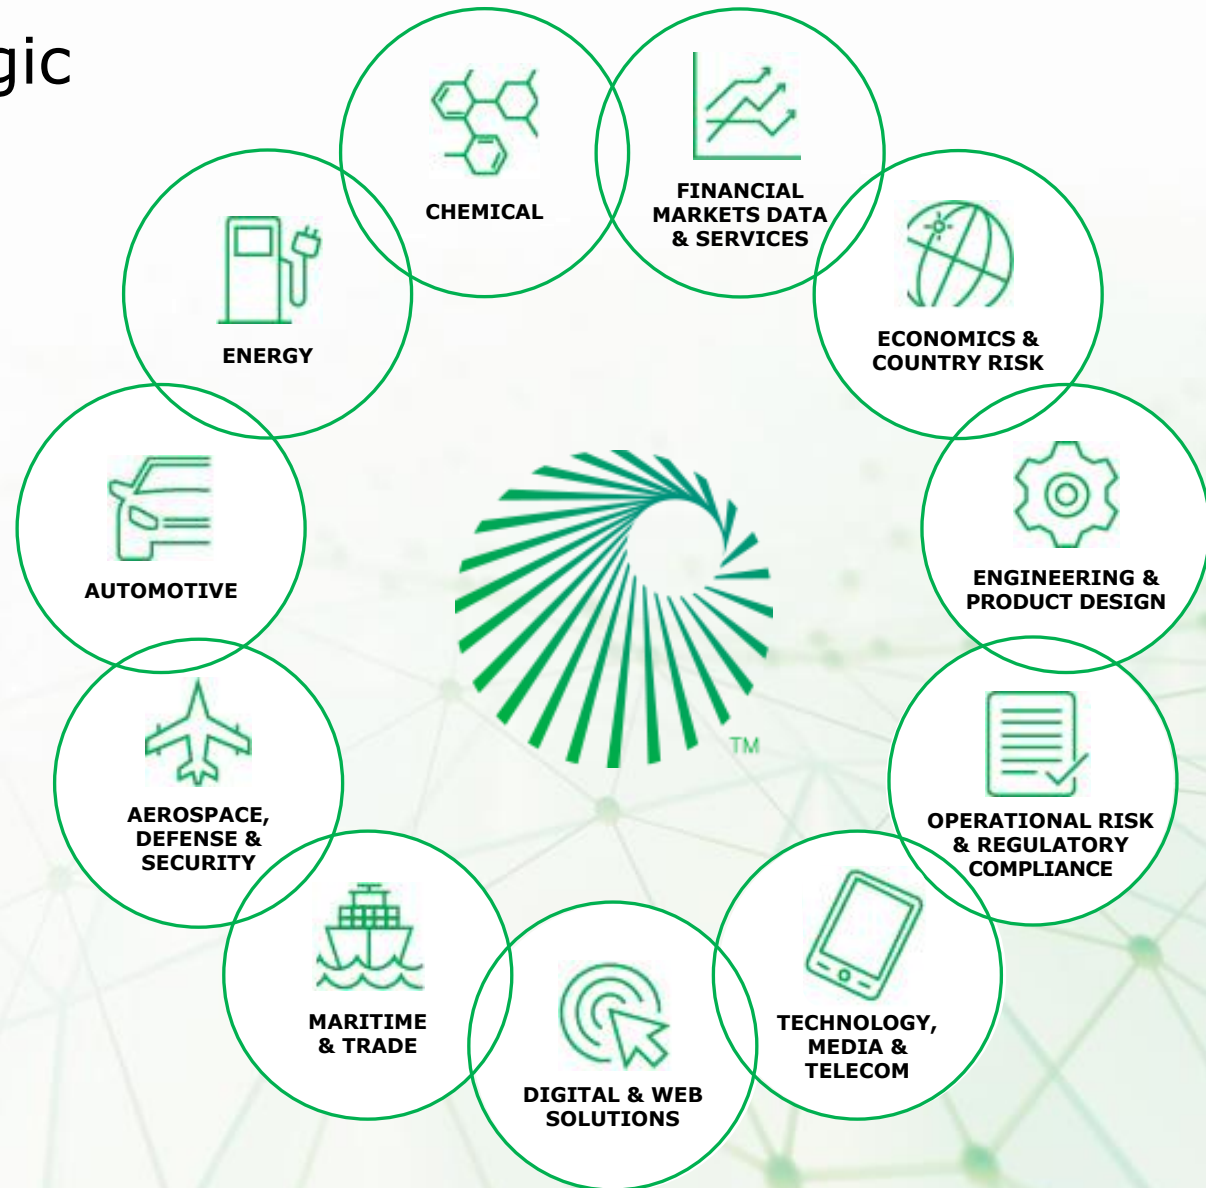 gic
CHEMICAL
FINANCIAL
MARKETS DATA
& SERVICES
ECONOMICS &
COUNTRY RISK
ENGINEERING &
PRODUCT DESIGN
OPERATIONAL RISK
& REGULATORY
COMPLIANCE
TECHNOLOGY,
MEDIA &
TELECOM
DIGITAL & WEB
SOLUTIONS
MARITIME
& TRADE
AEROSPACE,
DEFENSE &
SECURITY
AUTOMOTIVE
ENERGY
TM